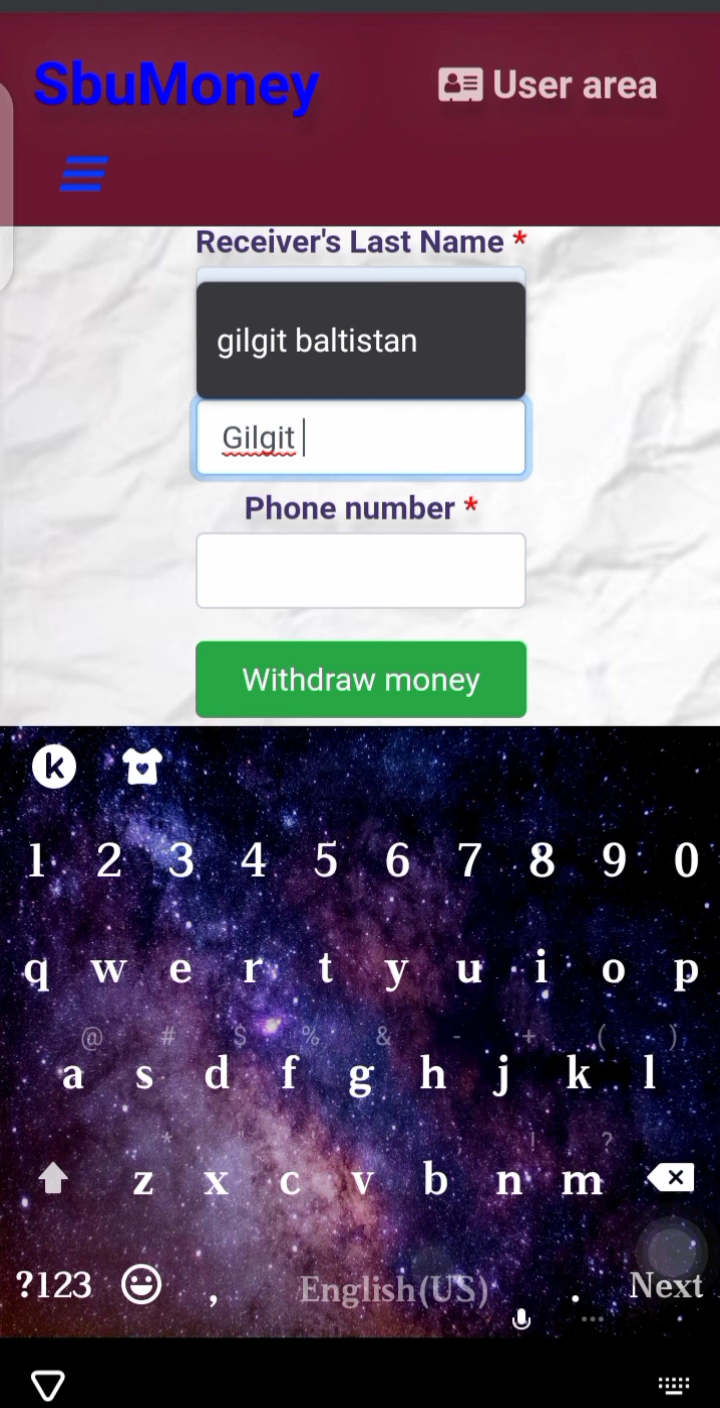 SbuMoney
User area
Receiver's Last Name *
gilgit baltistan
Gilgit
Phone number *
Withdraw money
k
1 2 3 4 5 6 7 8 9 0
q w e r t y u i o p
@ # $ % & - + ( )
a s d f g h j k l
* " ' : ; ! ?
z x c v b n m
?123 , English(US) . Next